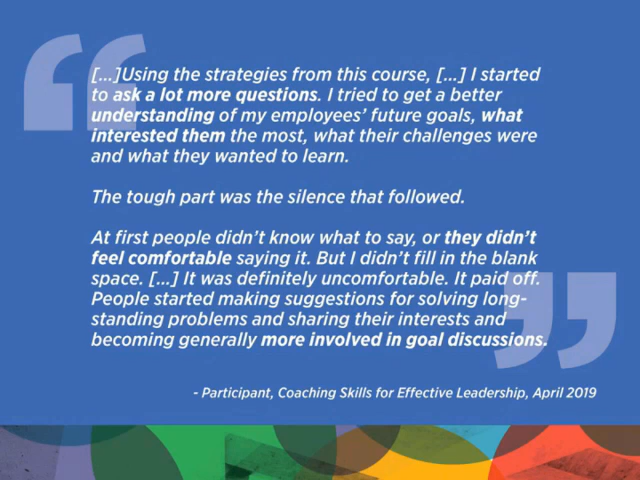 [...]Using the strategies from this course, [...] I started
to ask a lot more questions. I tried to get a better
understanding of my employees’ future goals, what
interested them the most, what their challenges were
and what they wanted to learn.
The tough part was the silence that followed.
At first people didn’t know what to say, or they didn’t
feel comfortable saying it. But I didn’t fill in the blank
space. [...] It was definitely uncomfortable. It paid off.
People started making suggestions for solving long-
standing problems and sharing their interests and
becoming generally more involved in goal discussions.
- Participant, Coaching Skills for Effective Leadership, April 2019